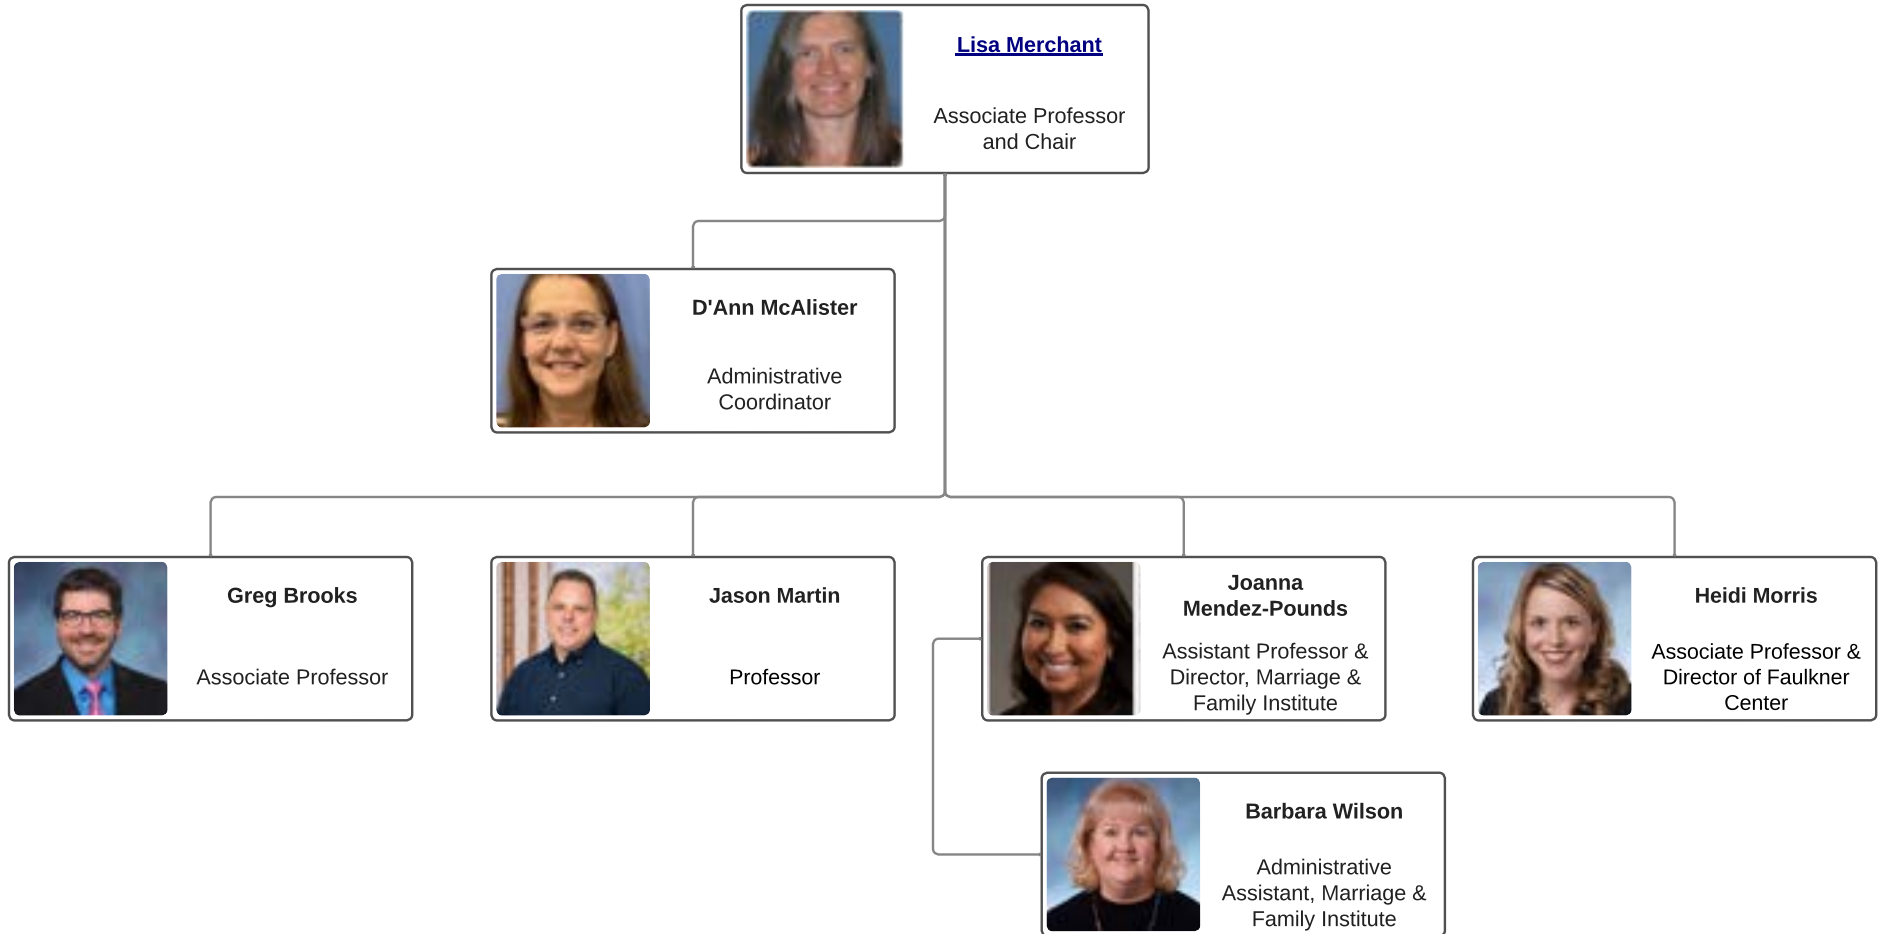 Lisa Merchant
Associate Professor
and Chair
D'Ann McAlister
Administrative
Coordinator
Greg Brooks
Associate Professor
Jason Martin
Professor
Joanna
Mendez-Pounds
Assistant Professor &
Director, Marriage &
Family Institute
Heidi Morris
Associate Professor &
Director of Faulkner
Center
Barbara Wilson
Administrative
Assistant, Marriage &
Family Institute